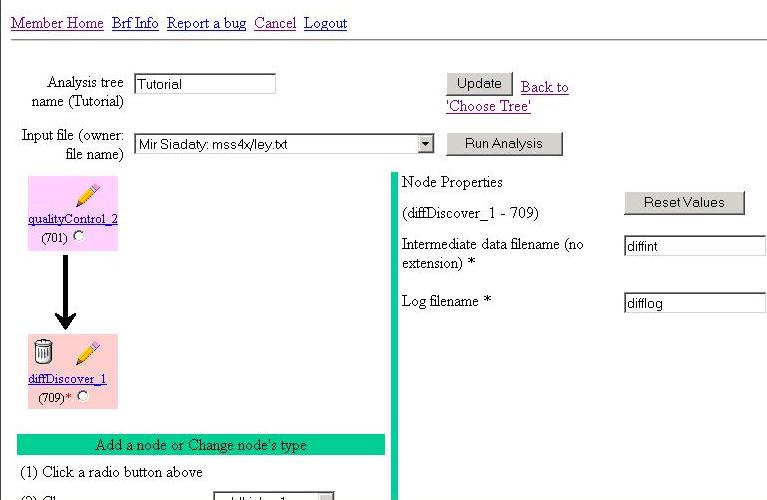 Member Home Brf Info Report a bug Cancel Logout
Analysis tree
name (Tutorial)
Tutorial
Update Back to
'Choose Tree'
Input file (owner:
file name)
Mir Siadaty: mss4x/ley.txt
Run Analysis
qualityControl_2
(701)
diffDiscover_1
(709)*
Add a node or Change node's type
(1) Click a radio button above
Node Properties
(diffDiscover_1 - 709)
Reset Values
Intermediate data filename (no
extension) *
diffint
Log filename *
difflog